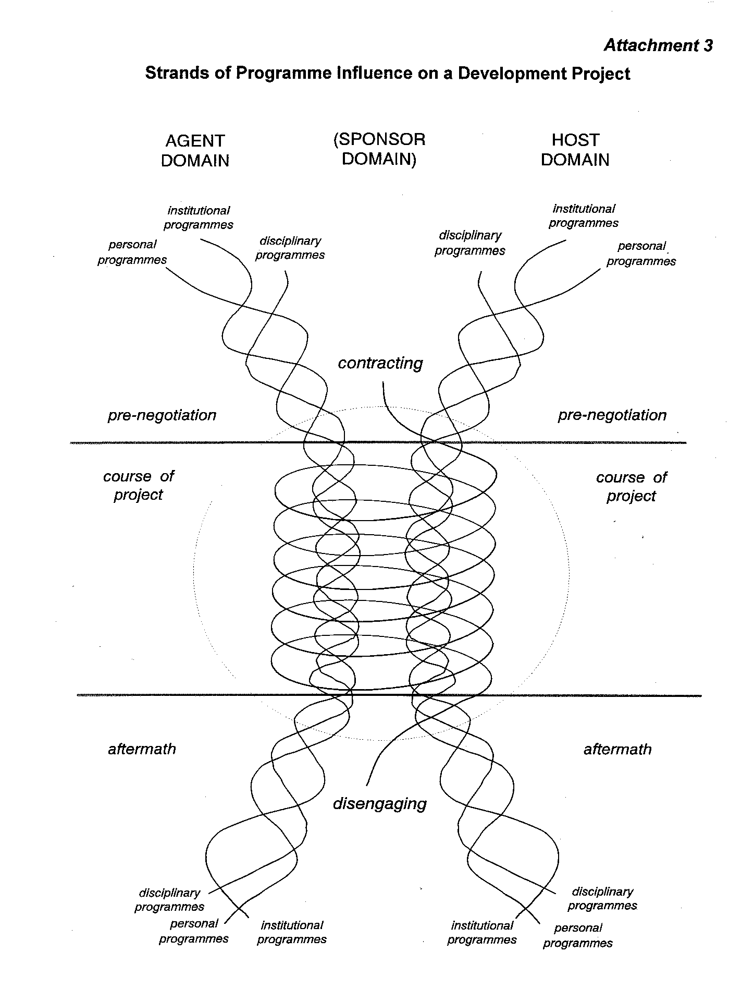 Attachment 3
Strands of Programme Influence on a Development Project
AGENT
DOMAIN
(SPONSOR
DOMAIN)
HOST
DOMAIN
institutional
programmes
personal
programmes
disciplinary
programmes
disciplinary
programmes
institutional
programmes
personal
programmes
contracting
pre-negotiation
pre-negotiation
course of
project
course of
project
aftermath
aftermath
disengaging
disciplinary
programmes
personal
programmes
institutional
programmes
institutional
programmes
disciplinary
programmes
personal
programmes